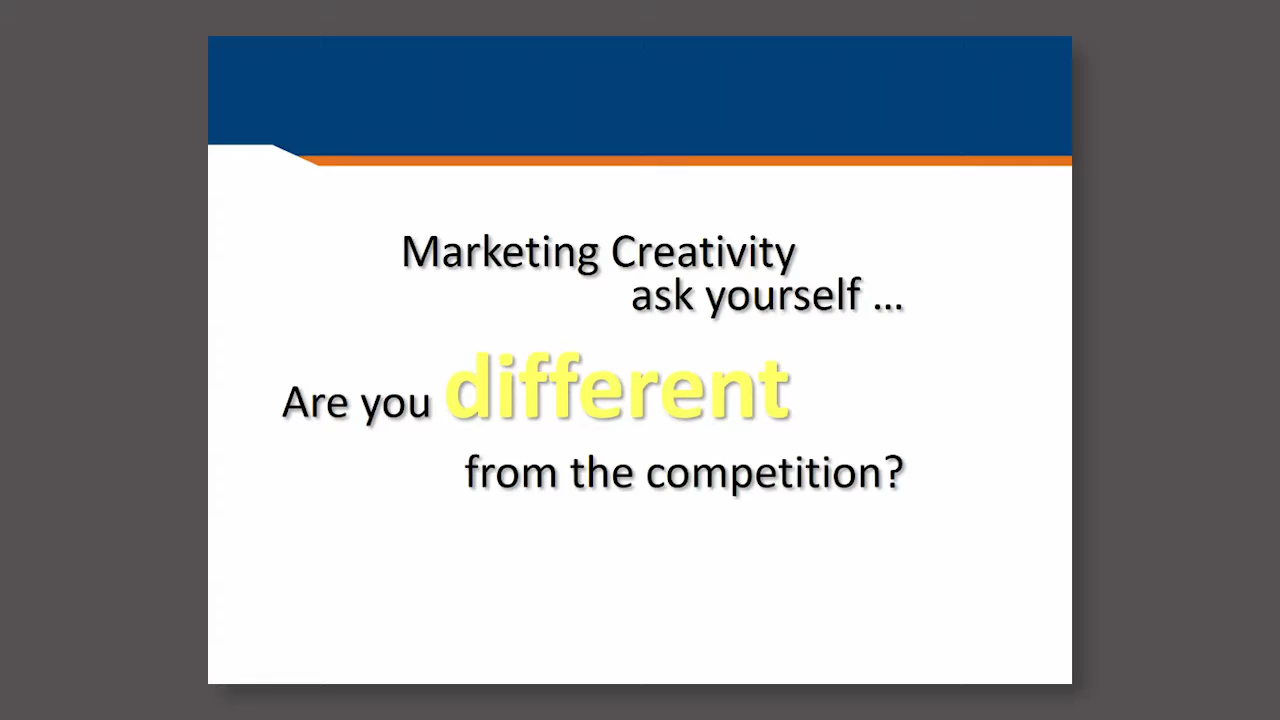 Marketing Creativity
ask yourself ...
Are you different
from the competition?